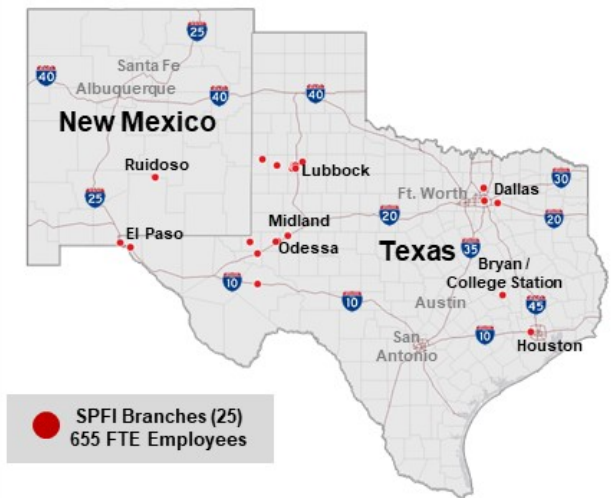 25
Santa Fe
40
Albuquerque
40
40
New Mexico
Ruidoso
Lubbock
30
Dallas
25
Ft. Worth
20
20
Midland
El Paso
Odessa
Texas
35
Bryan /
College Station
10
10
Austin
45
San
Antonio
10
Houston
SPFI Branches (25)
655 FTE Employees